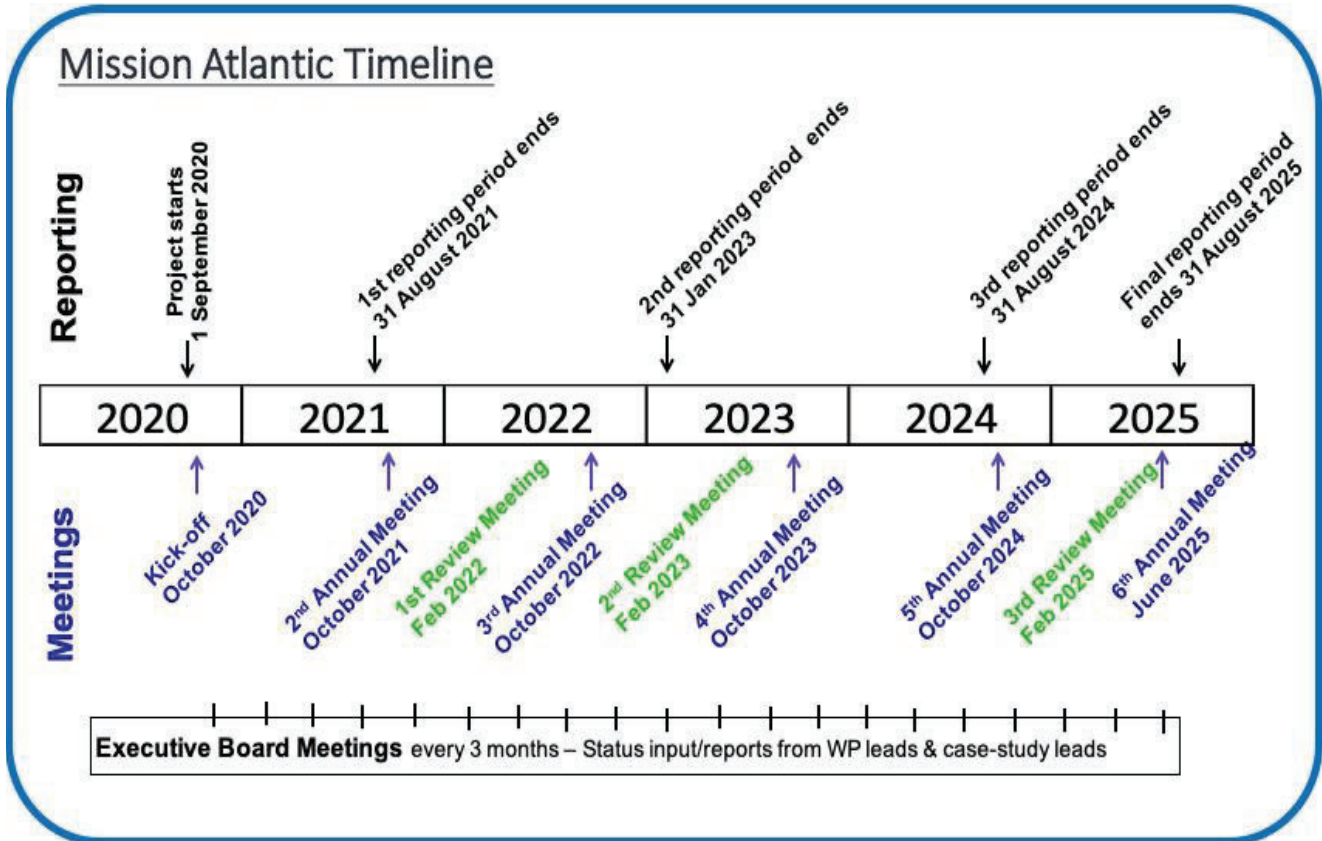 Mission Atlantic Timeline
Reporting
Project starts
1 September 2020
1st reporting period ends
31 August 2021
2nd reporting period ends
31 Jan 2023
3rd reporting period ends
31 August 2024
Final reporting period
ends 31 August 2025
2020
2021
2022
2023
2024
2025
Meetings
Kick-off
October 2020
2nd Annual Meeting
October 2021
1st Review Meeting
Feb 2022
3rd Annual Meeting
October 2022
2nd Review Meeting
Feb 2023
4th Annual Meeting
October 2023
5th Annual Meeting
October 2024
3rd Review Meeting
Feb 2025
6th Annual Meeting
June 2025
Executive Board Meetings every 3 months – Status input/reports from WP leads & case-study leads